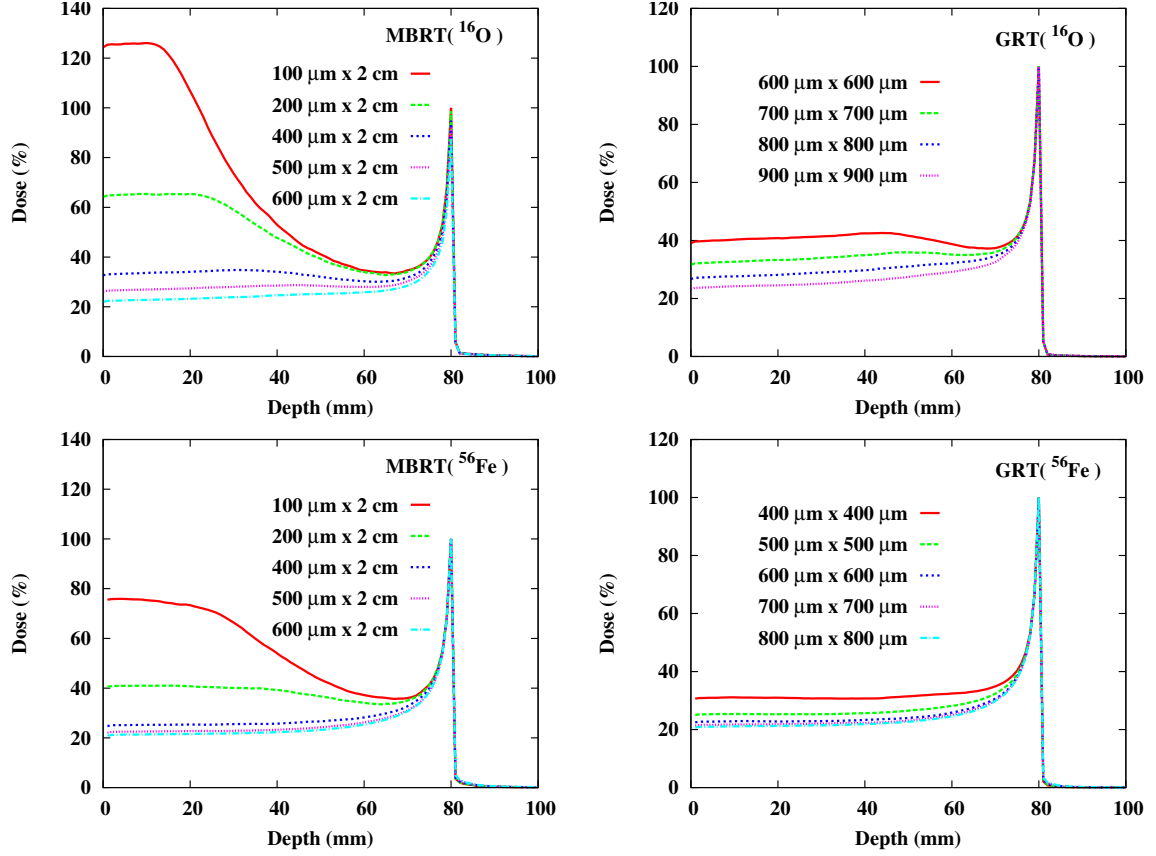 MBRT( ¹⁶O )
100 μm x 2 cm
200 μm x 2 cm
400 μm x 2 cm
500 μm x 2 cm
600 μm x 2 cm
Dose (%)
140
120
100
80
60
40
20
0
0 20 40 60 80 100
Depth (mm)
GRT( ¹⁶O )
600 μm x 600 μm
700 μm x 700 μm
800 μm x 800 μm
900 μm x 900 μm
Dose (%)
120
100
80
60
40
20
0
0 20 40 60 80 100
Depth (mm)
MBRT( ⁵⁶Fe )
100 μm x 2 cm
200 μm x 2 cm
400 μm x 2 cm
500 μm x 2 cm
600 μm x 2 cm
Dose (%)
140
120
100
80
60
40
20
0
0 20 40 60 80 100
Depth (mm)
GRT( ⁵⁶Fe )
400 μm x 400 μm
500 μm x 500 μm
600 μm x 600 μm
700 μm x 700 μm
800 μm x 800 μm
Dose (%)
120
100
80
60
40
20
0
0 20 40 60 80 100
Depth (mm)